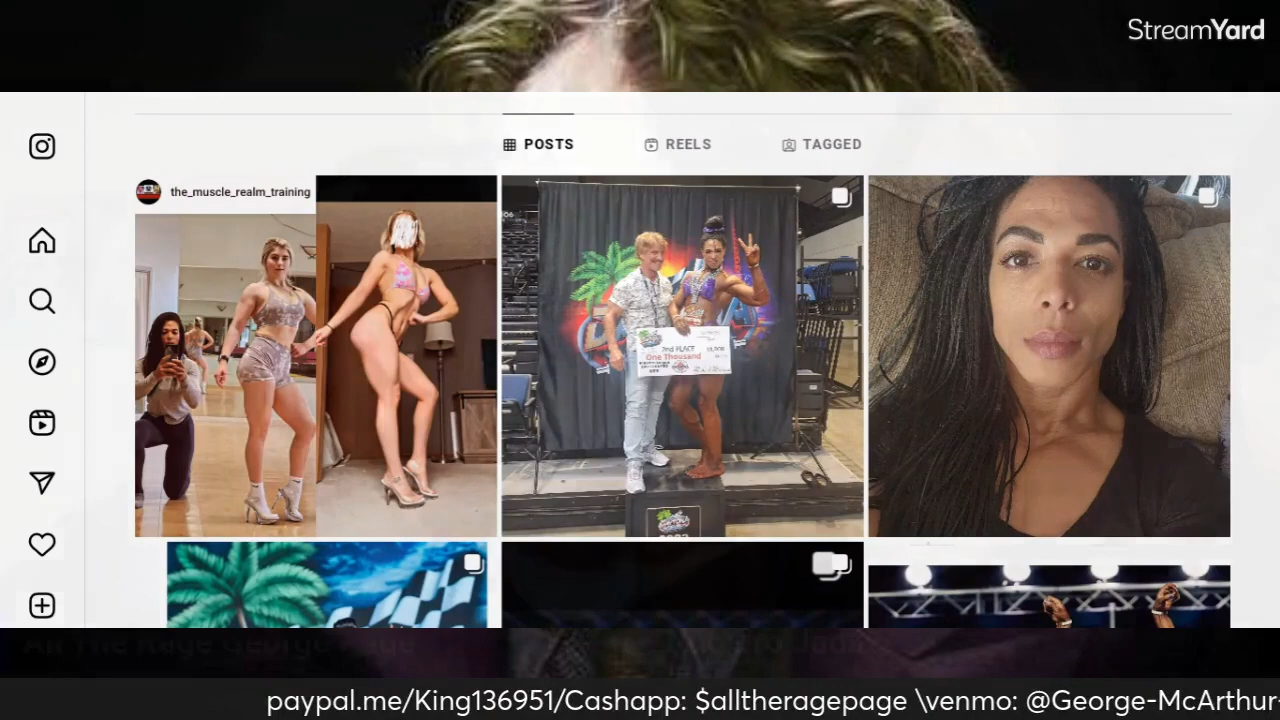 StreamYard
POSTS
REELS
TAGGED
the_muscle_realm_training
2nd PLACE
One Thousand
paypal.me/King136951/Cashapp: $alltheragepage \venmo: @George-McArthur